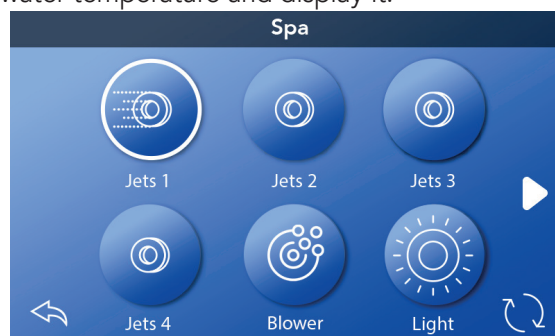 water temperature and display it.
Spa
Jets 1 Jets 2 Jets 3
Jets 4 Blower Light